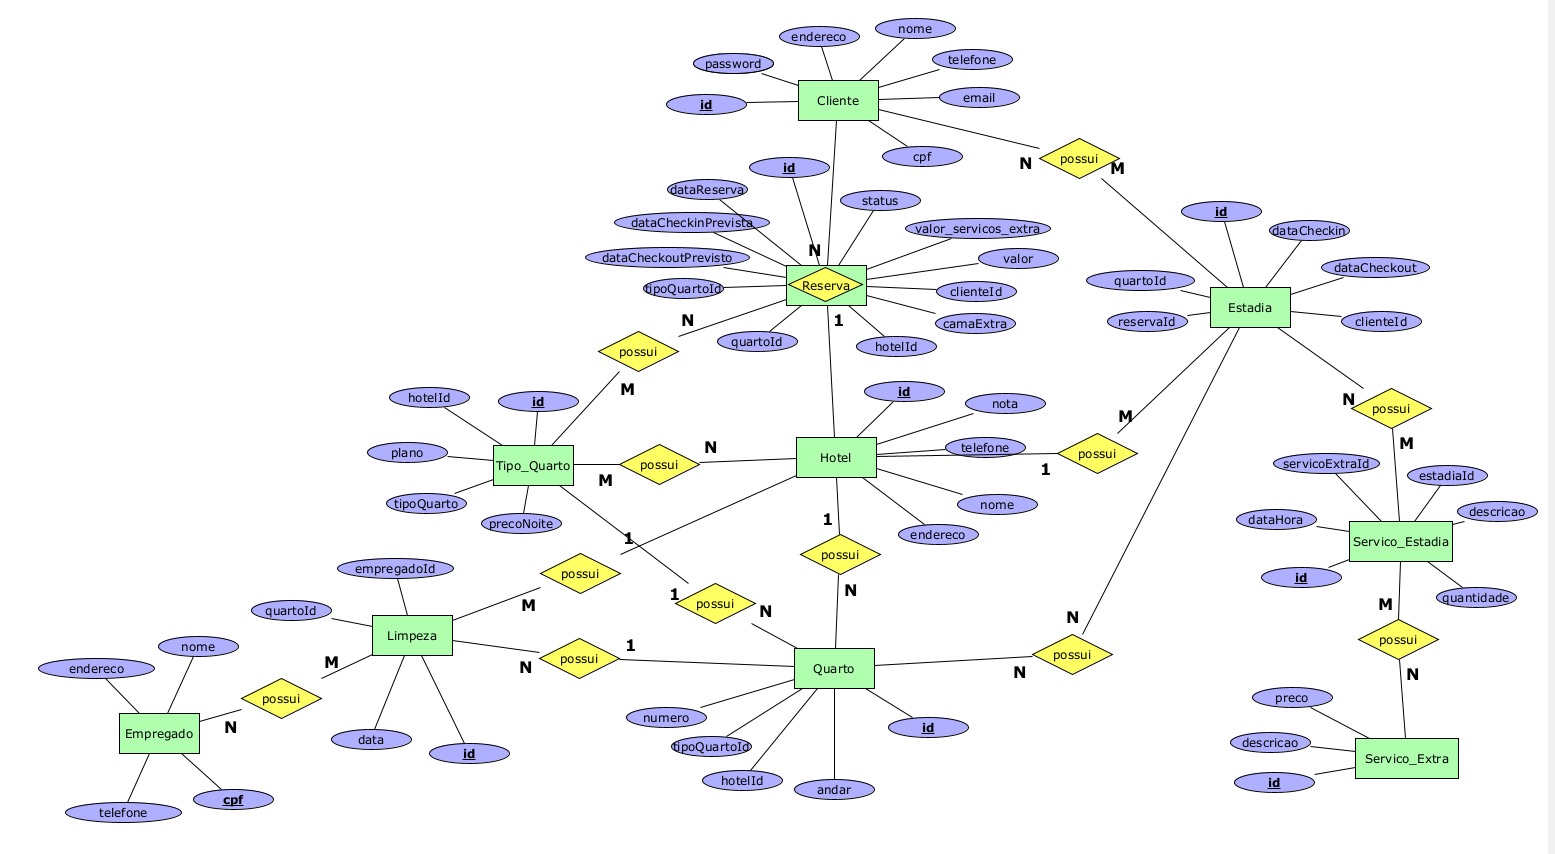 nome
endereco
telefone
password
email
id
Cliente
cpf
possui
N
M
id
dataReserva
status
dataCheckinPrevista
valor_servicos_extra
N
dataCheckoutPrevisto
valor
Reserva
tipoQuartoId
clienteId
camaExtra
1
N
quartoId
hotelId
possui
M
id
dataCheckin
dataCheckout
quartoId
Estadia
reservaId
clienteId
hotelId
id
plano
Tipo_Quarto
tipoQuarto
precoNoite
possui
N
M
id
nota
telefone
Hotel
nome
endereco
M
possui
1
N
possui
M
servicoExtraId
estadiaId
descricao
dataHora
Servico_Estadia
id
quantidade
1
possui
M
1
possui
N
1
possui
N
empregadoId
quartoId
Limpeza
data
id
nome
endereco
M
possui
N
Empregado
cpf
telefone
N
possui
1
Quarto
numero
tipoQuartoId
hotelId
andar
id
N
possui
N
M
possui
N
preco
descricao
Servico_Extra
id